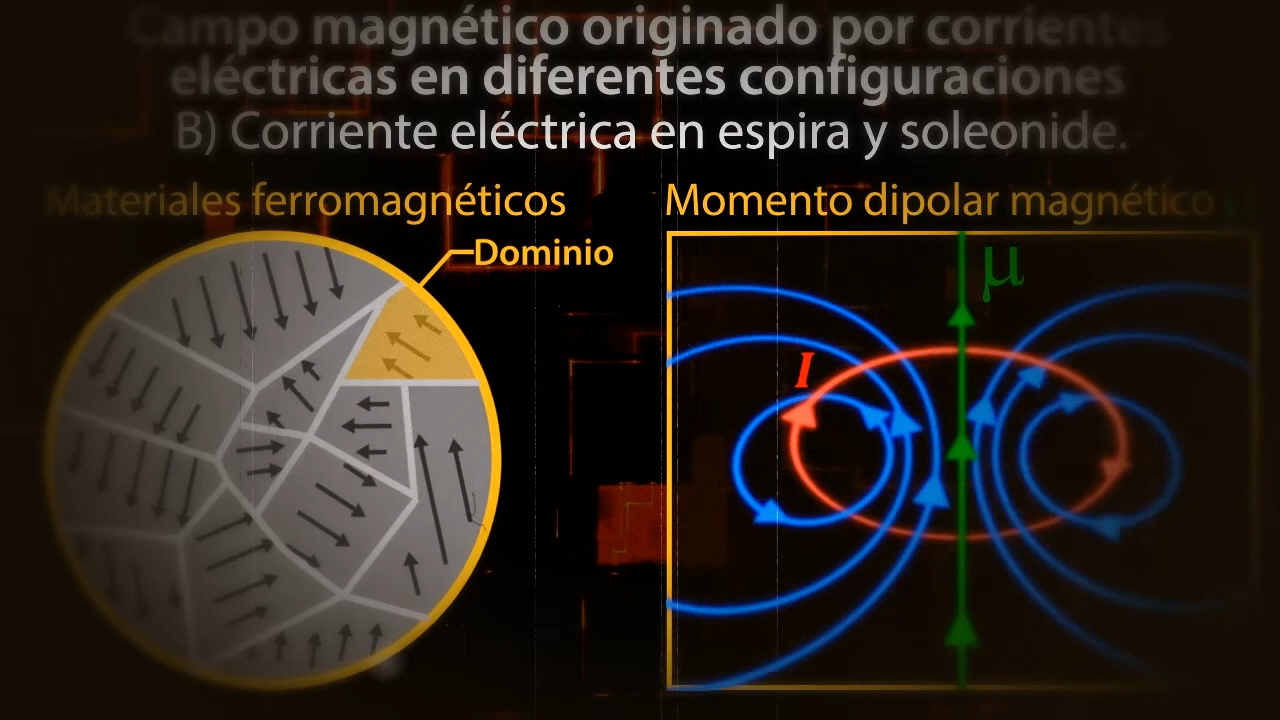 Campo magnético originado por corrientes
eléctricas en diferentes configuraciones
B) Corriente eléctrica en espira y soleonide.
Materiales ferromagnéticos
Dominio
Momento dipolar magnético μ
μ
I